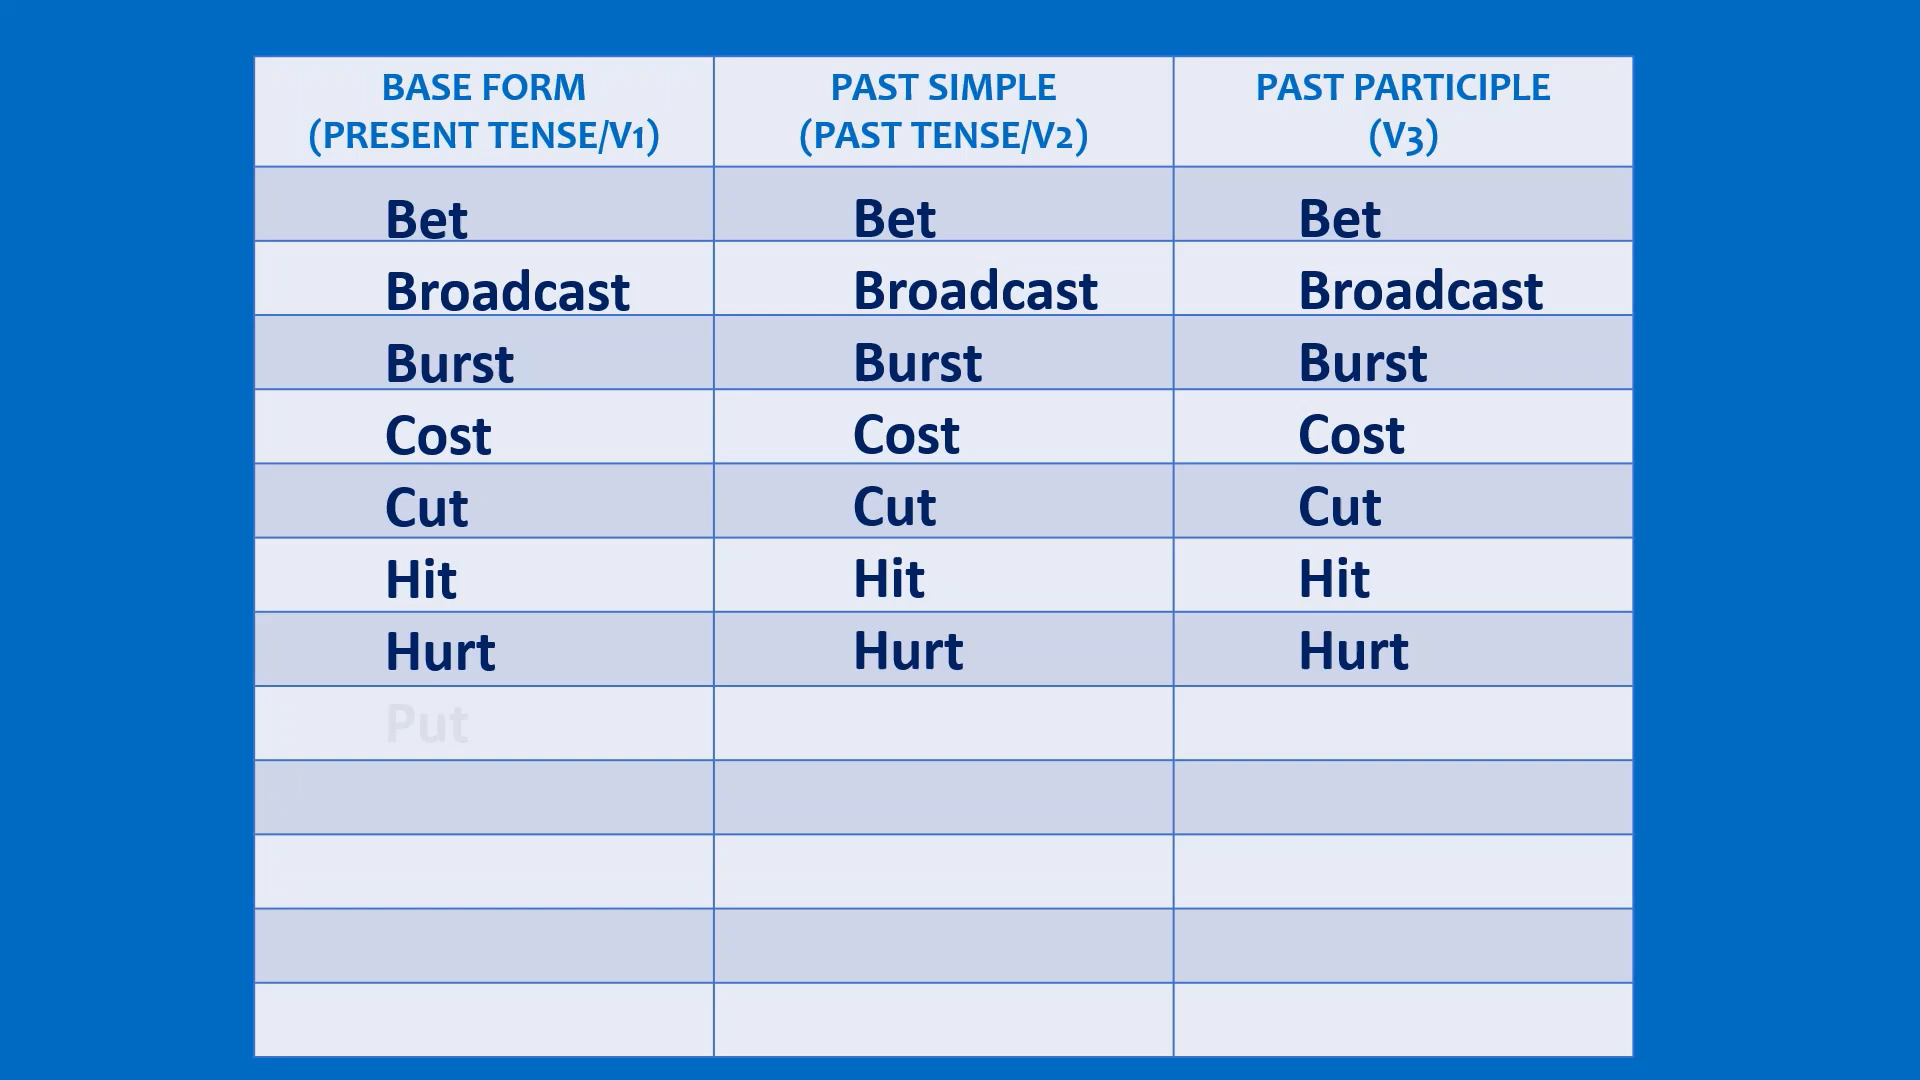 BASE FORM
(PRESENT TENSE/V1)
PAST SIMPLE
(PAST TENSE/V2)
PAST PARTICIPLE
(V3)
Bet Bet Bet
Broadcast Broadcast Broadcast
Burst Burst Burst
Cost Cost Cost
Cut Cut Cut
Hit Hit Hit
Hurt Hurt Hurt
Put